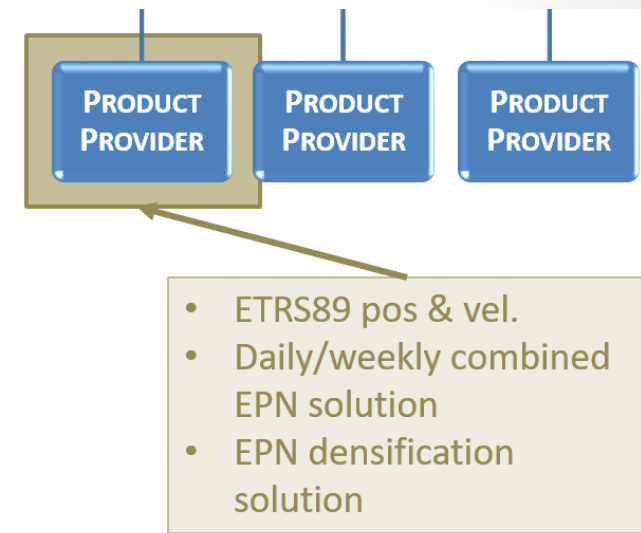 PRODUCT
PROVIDER
PRODUCT
PROVIDER
PRODUCT
PROVIDER
• ETRS89 pos & vel.
• Daily/weekly combined
EPN solution
• EPN densification
solution